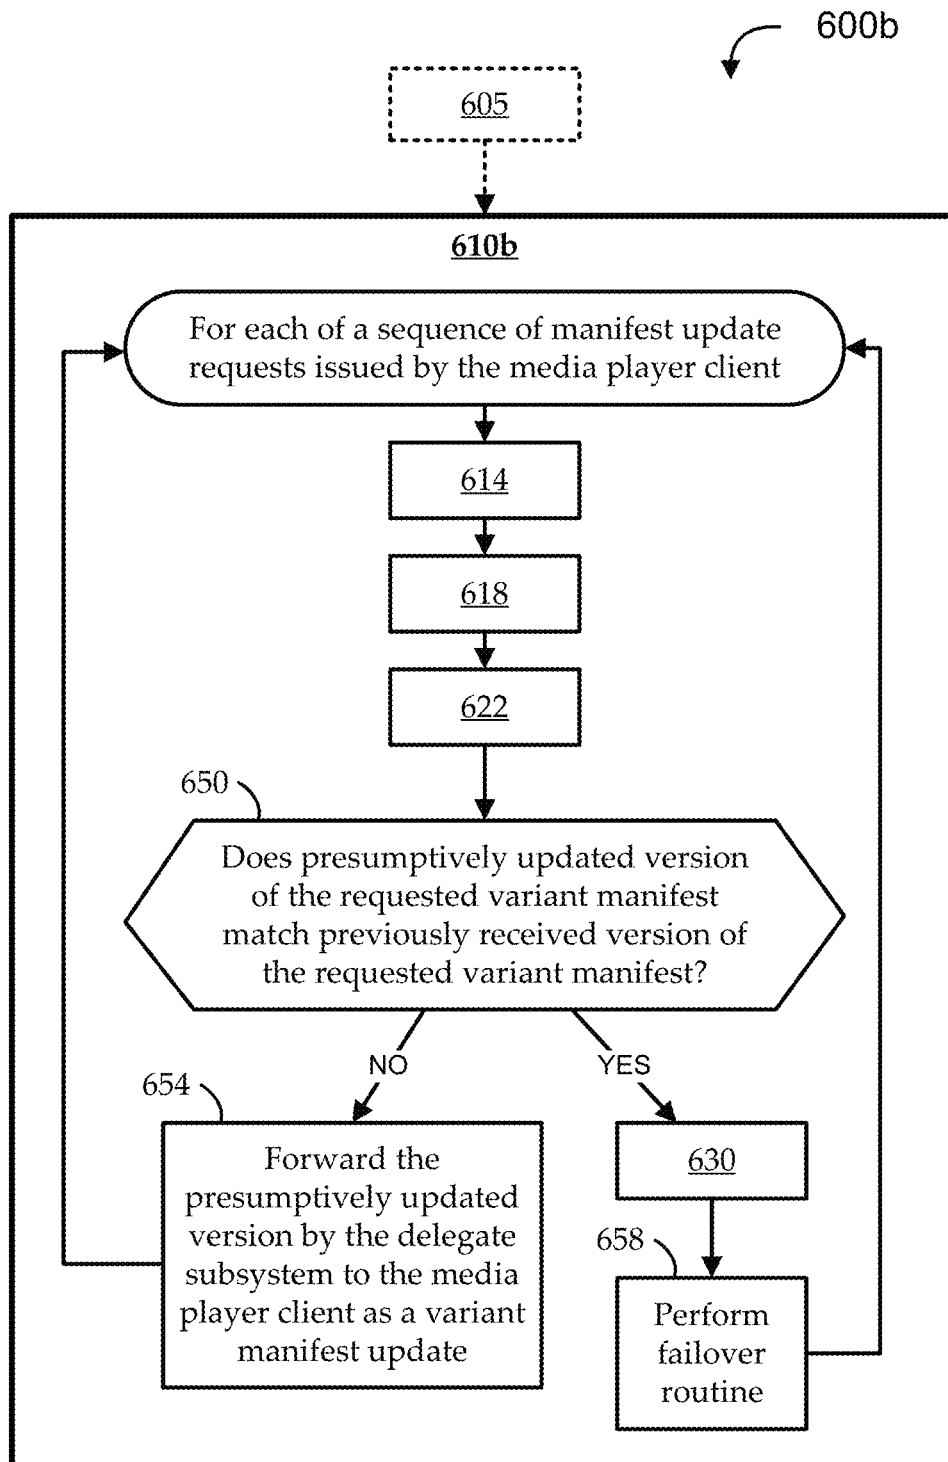 600b
605
610b
For each of a sequence of manifest update
requests issued by the media player client
614
618
622
650
Does presumptively updated version
of the requested variant manifest
match previously received version of
the requested variant manifest?
NO
YES
654
Forward the
presumptively updated
version by the delegate
subsystem to the media
player client as a variant
manifest update
630
658
Perform
failover
routine